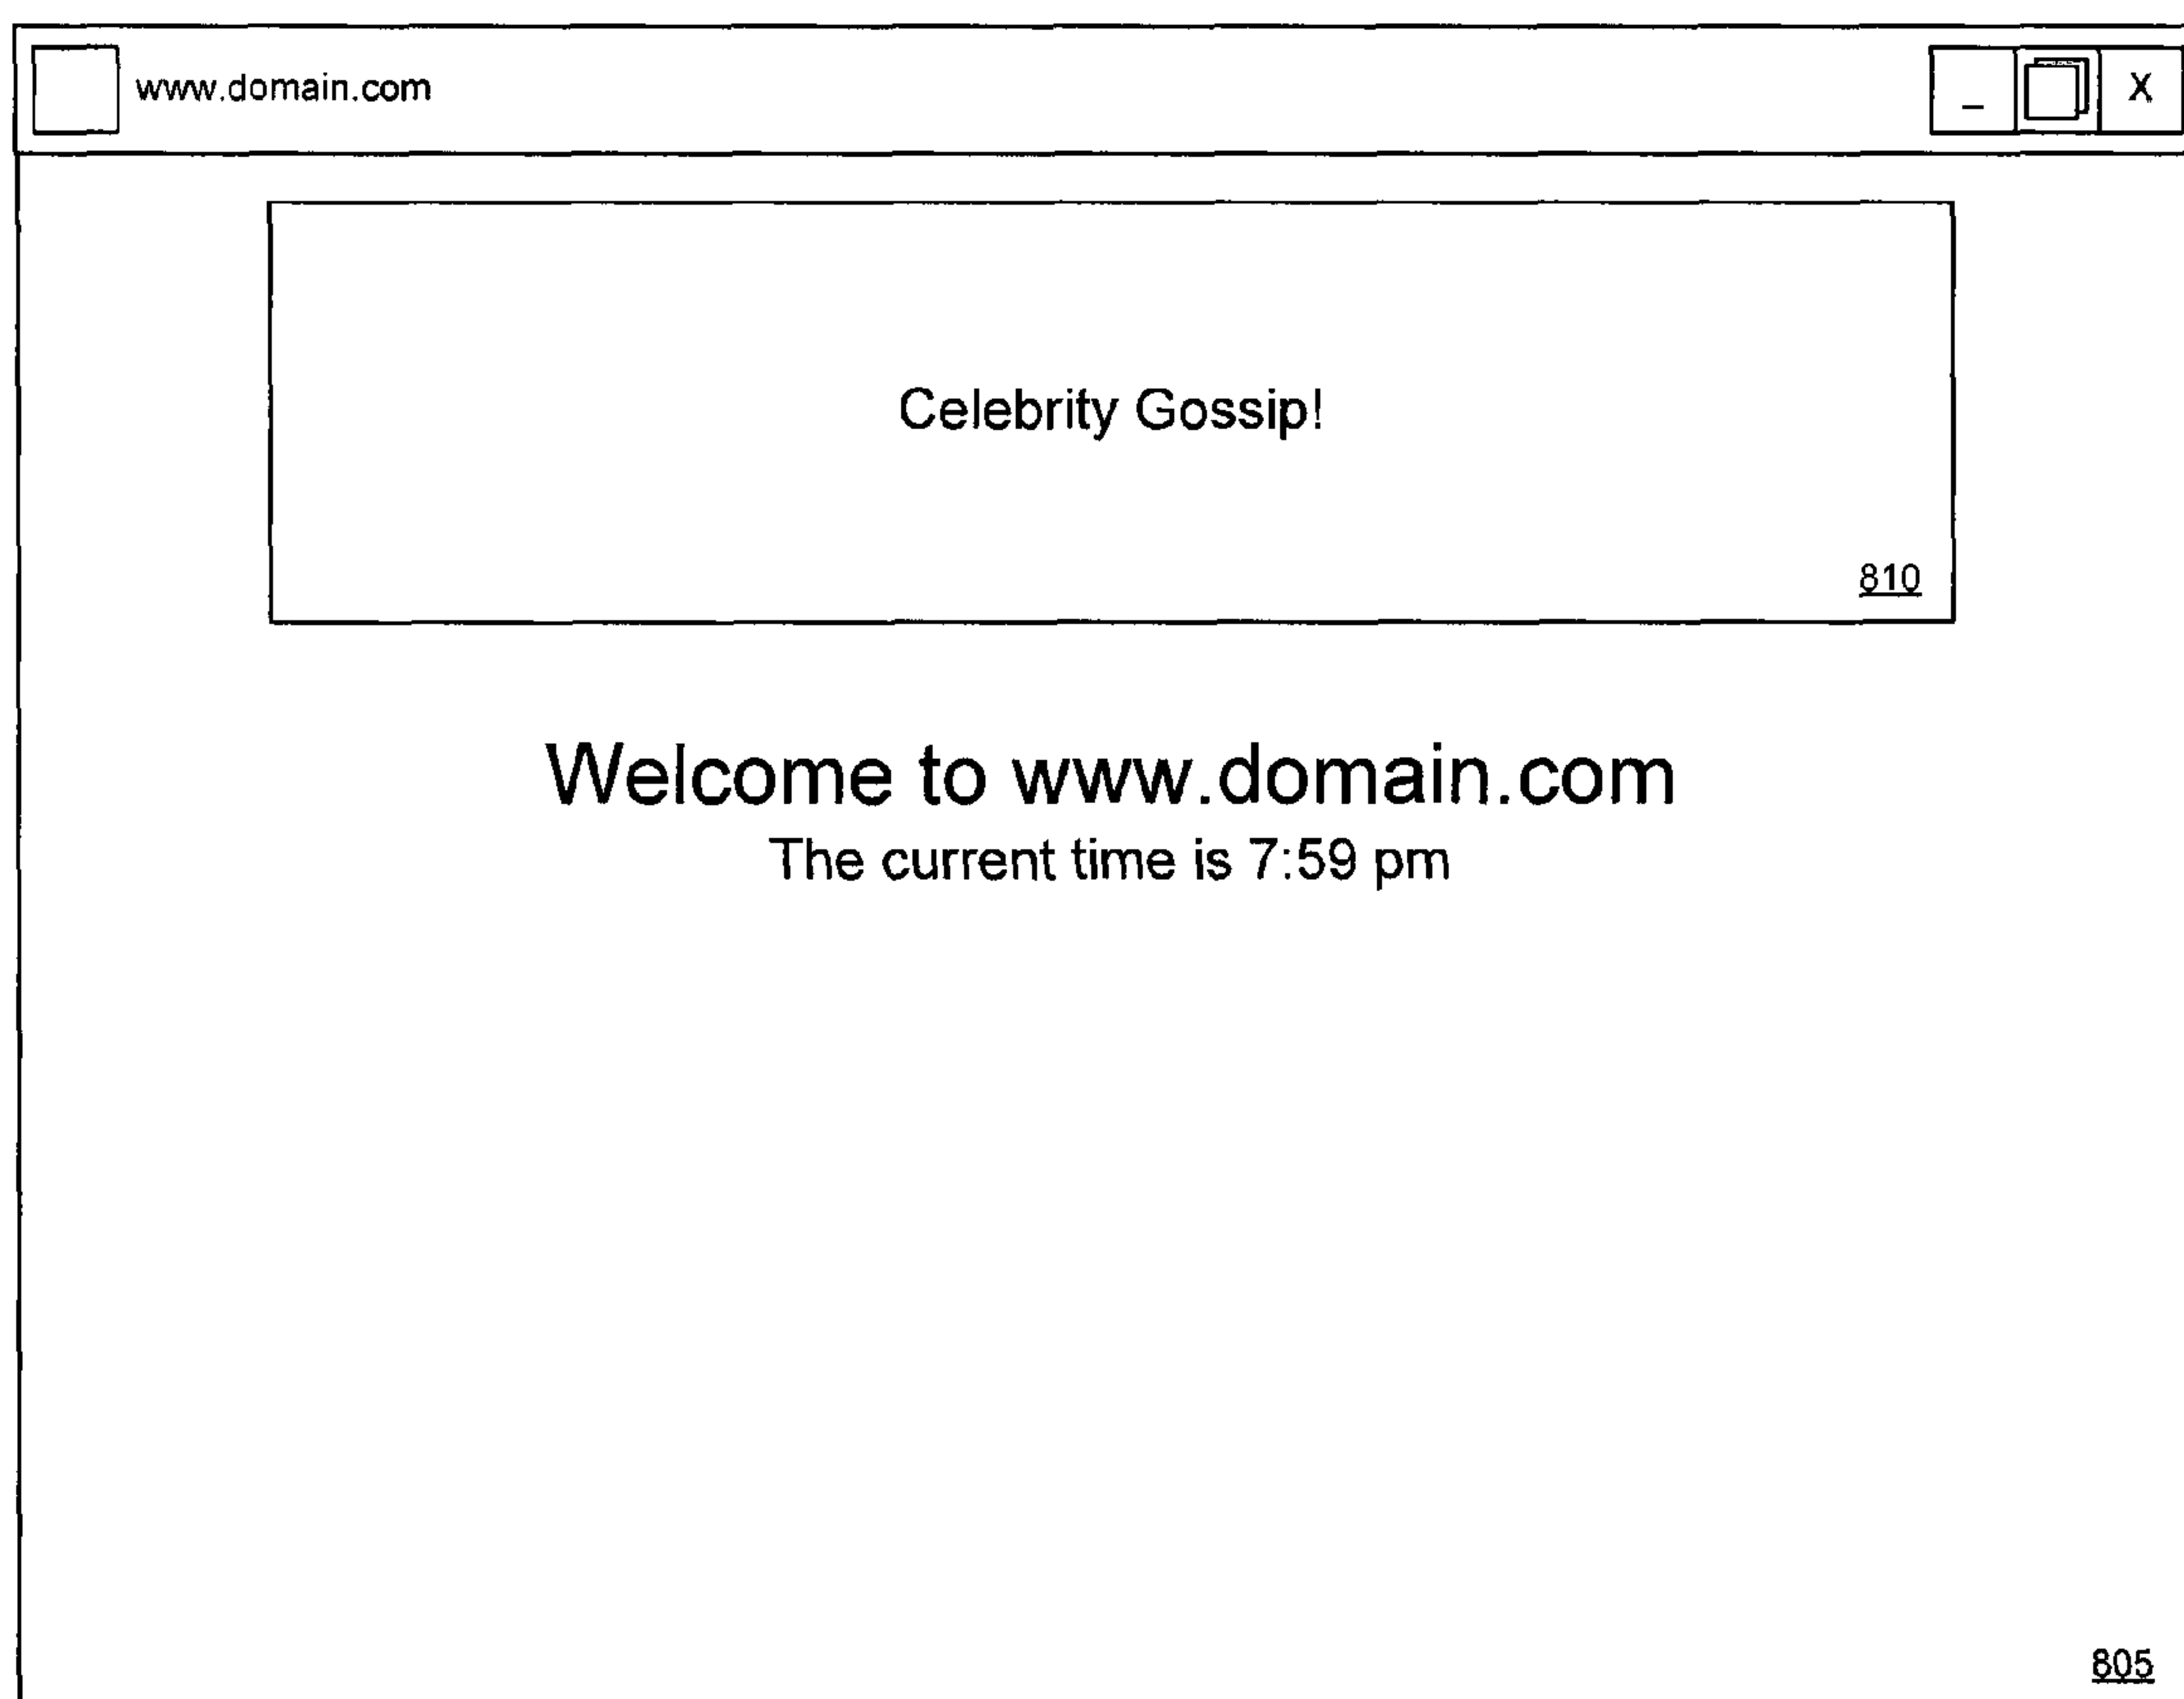 www.domain.com
_ X
Celebrity Gossip!
810
Welcome to www.domain.com
The current time is 7:59 pm
805